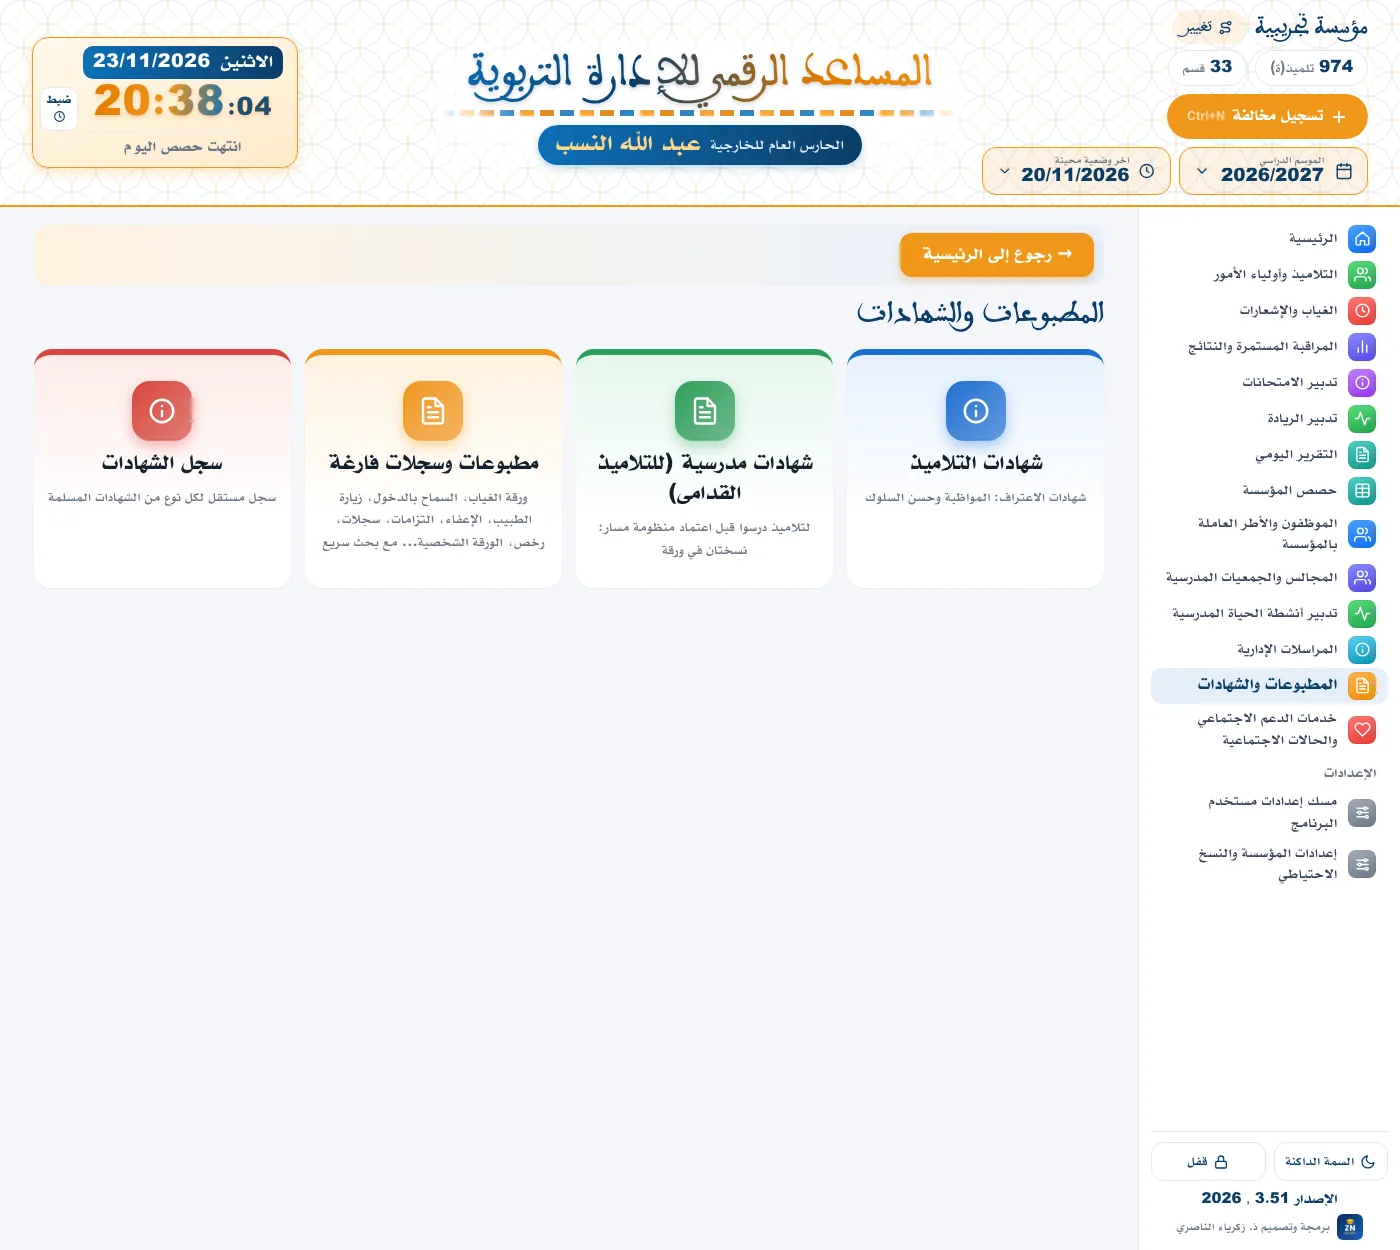 مؤسسة تجريبية
تغيير
974 تلميذ(ة)
33 قسم
+ تسجيل مخالفة Ctrl+N
الموسم الدراسي
2026/2027
اخر وضعية محينة
20/11/2026
المساعد الرقمي للإدارة التربوية
الحارس العام للخارجية عبد الله النسب
الاثنين 23/11/2026
20:38:04
ضبط
انتهت حصص اليوم
الرئيسية
التلاميذ وأولياء الأمور
الغياب والإشعارات
المراقبة المستمرة والنتائج
تدبير الامتحانات
تدبير الريادة
التقرير اليومي
حصص المؤسسة
الموظفون والأطر العاملة
بالمؤسسة
المجالس والجمعيات المدرسية
تدبير أنشطة الحياة المدرسية
المراسلات الإدارية
المطبوعات والشهادات
خدمات الدعم الاجتماعي
والحالات الاجتماعية
الإعدادات
مسك إعدادات مستخدم
البرنامج
إعدادات المؤسسة والنسخ
الاحتياطي
السمة الداكنة
قفل
الإصدار 3.51 , 2026
برمجة وتصميم ذ. زكرياء الناصري
ZN
→ رجوع إلى الرئيسية
المطبوعات والشهادات
شهادات التلاميذ
شهادات الاعتراف: المواظبة وحسن السلوك
شهادات مدرسية (للتلاميذ
القدامى)
لتلاميذ درسوا قبل اعتماد منظومة مسار:
نسختان في ورقة
مطبوعات وسجلات فارغة
ورقة الغياب، السماح بالدخول، زيارة
الطبيب، الإعفاء، التزامات، سجلات،
رخص، الورقة الشخصية… مع بحث سريع
سجل الشهادات
سجل مستقل لكل نوع من الشهادات المسلمة